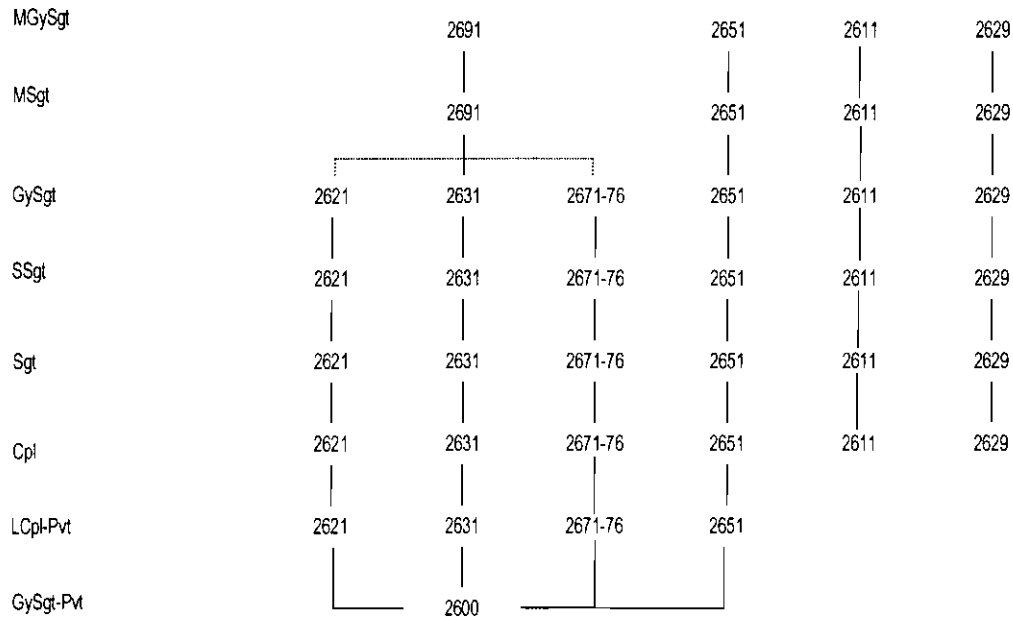 MGySgt 2691 2651 2611 2629
MSgt 2691 2651 2611 2629
GySgt 2621 2631 2671-76 2651 2611 2629
SSgt 2621 2631 2671-76 2651 2611 2629
Sgt 2621 2631 2671-76 2651 2611 2629
Cpl 2621 2631 2671-76 2651 2611 2629
LCpl-Pvt 2621 2631 2671-76 2651
GySgt-Pvt 2600